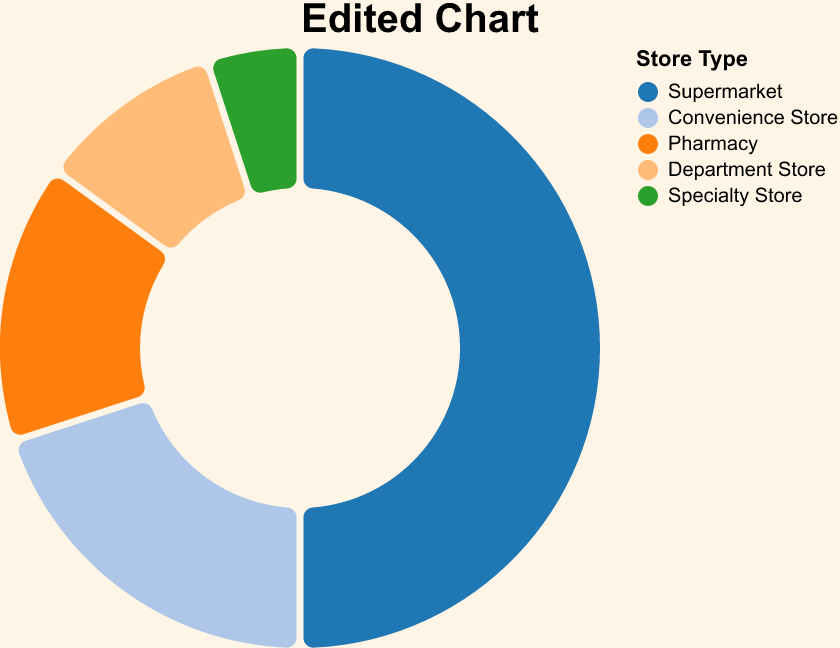 Edited Chart
Store Type
Supermarket
Convenience Store
Pharmacy
Department Store
Specialty Store